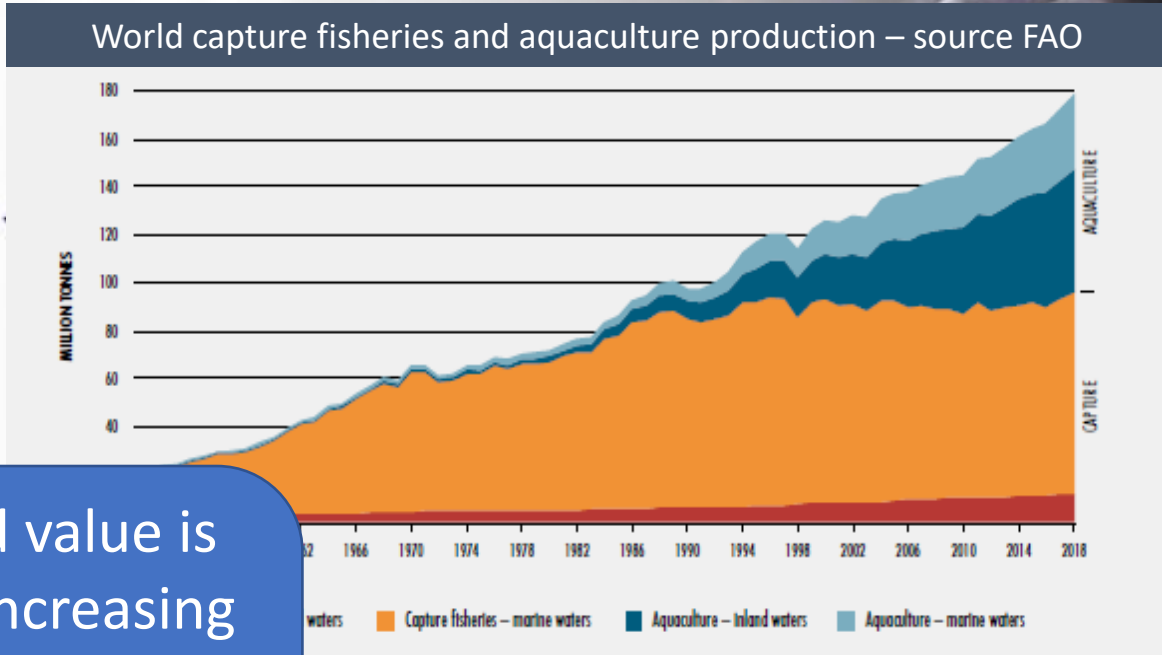 World capture fisheries and aquaculture production – source FAO
180
160
140
120
100
80
60
40
MILLION TONNES
AQUACULTURE
CAPTURE
1966 1970 1974 1978 1982 1986 1990 1994 1998 2002 2006 2010 2014 2018
waters Capture fisheries – marine waters Aquaculture – inland waters Aquaculture – marine waters
value is